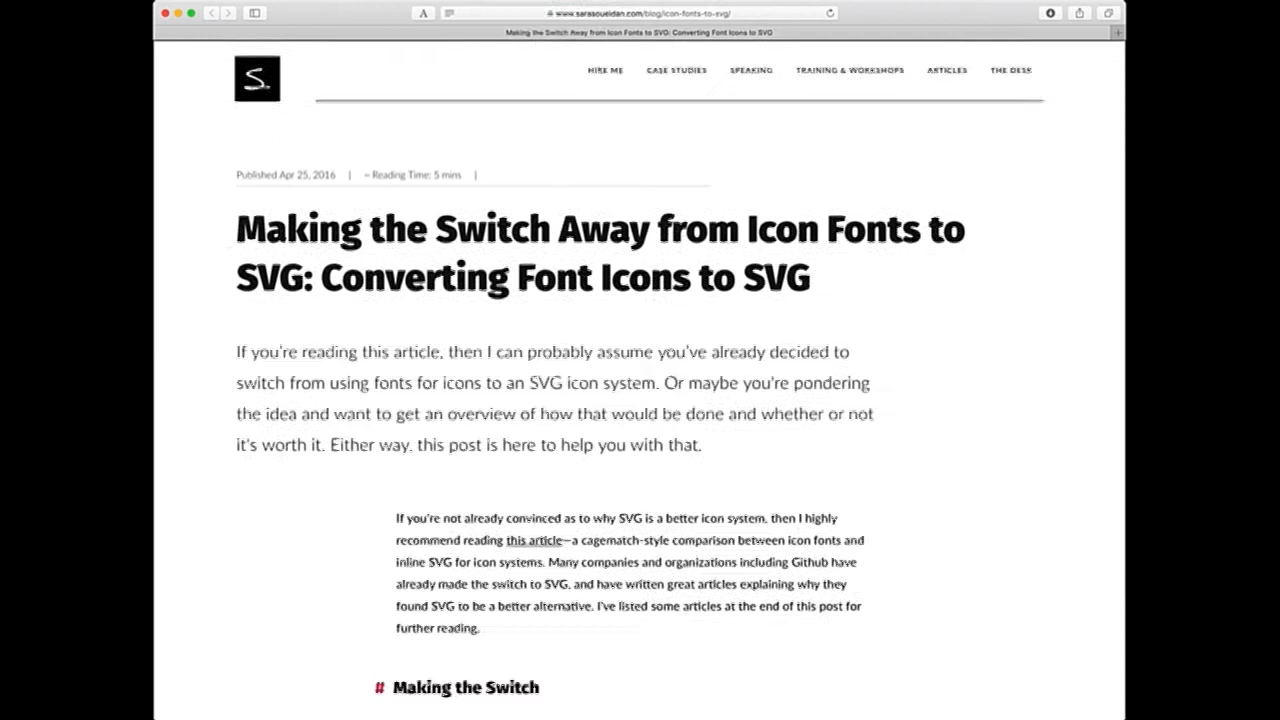 www.sarasoueidan.com/blog/icon-fonts-to-svg/
Making the Switch Away from Icon Fonts to SVG: Converting Font Icons to SVG
S.
HIRE ME CASE STUDIES SPEAKING TRAINING & WORKSHOPS ARTICLES THE DESK
Published Apr 25, 2016 | ~ Reading Time: 5 mins |
Making the Switch Away from Icon Fonts to
SVG: Converting Font Icons to SVG
If you're reading this article, then I can probably assume you've already decided to
switch from using fonts for icons to an SVG icon system. Or maybe you're pondering
the idea and want to get an overview of how that would be done and whether or not
it's worth it. Either way, this post is here to help you with that.
If you're not already convinced as to why SVG is a better icon system, then I highly
recommend reading this article—a cagematch-style comparison between icon fonts and
inline SVG for icon systems. Many companies and organizations including Github have
already made the switch to SVG, and have written great articles explaining why they
found SVG to be a better alternative. I've listed some articles at the end of this post for
further reading.
# Making the Switch